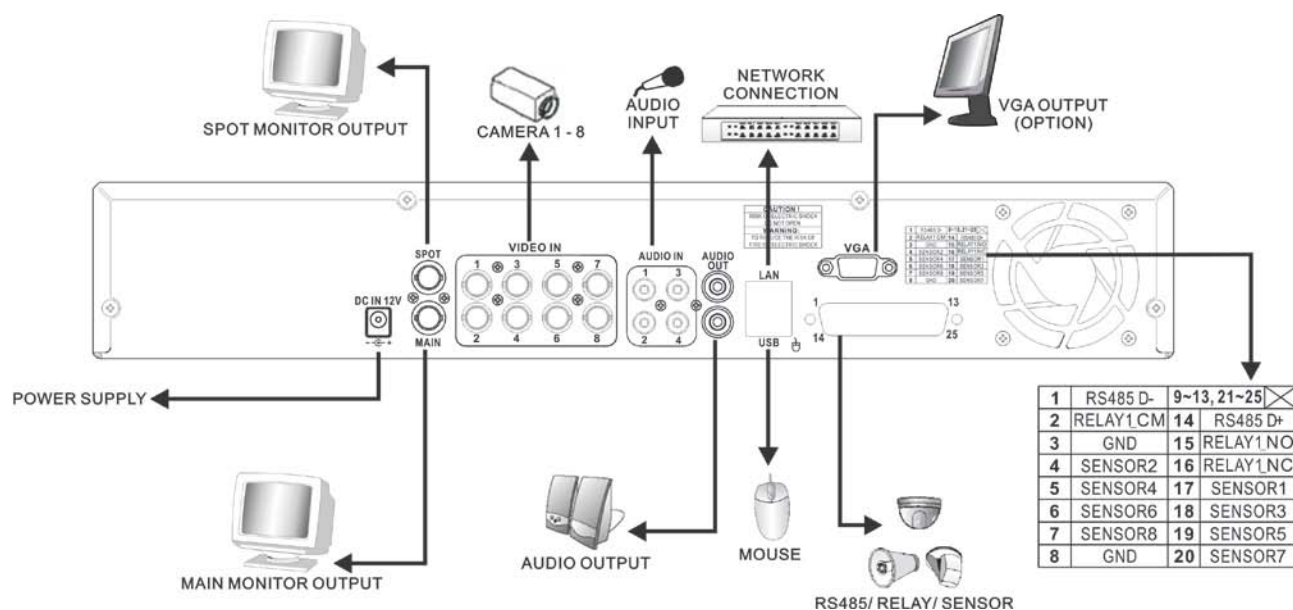 SPOT MONITOR OUTPUT
CAMERA 1 - 8
AUDIO
INPUT
NETWORK
CONNECTION
VGA OUTPUT
(OPTION)
CAUTION !
WARNING:
VIDEO IN
SPOT
1 3 5 7
2 4 6 8
AUDIO IN
1 3
2 4
AUDIO
OUT
LAN
USB
VGA
1 13
14 25
DC IN 12V
MAIN
POWER SUPPLY
MAIN MONITOR OUTPUT
AUDIO OUTPUT
MOUSE
RS485/ RELAY/ SENSOR
1 RS485 D- 9~13, 21~25
2 RELAY1_CM 14 RS485 D+
3 GND 15 RELAY1_NO
4 SENSOR2 16 RELAY1_NC
5 SENSOR4 17 SENSOR1
6 SENSOR6 18 SENSOR3
7 SENSOR8 19 SENSOR5
8 GND 20 SENSOR7